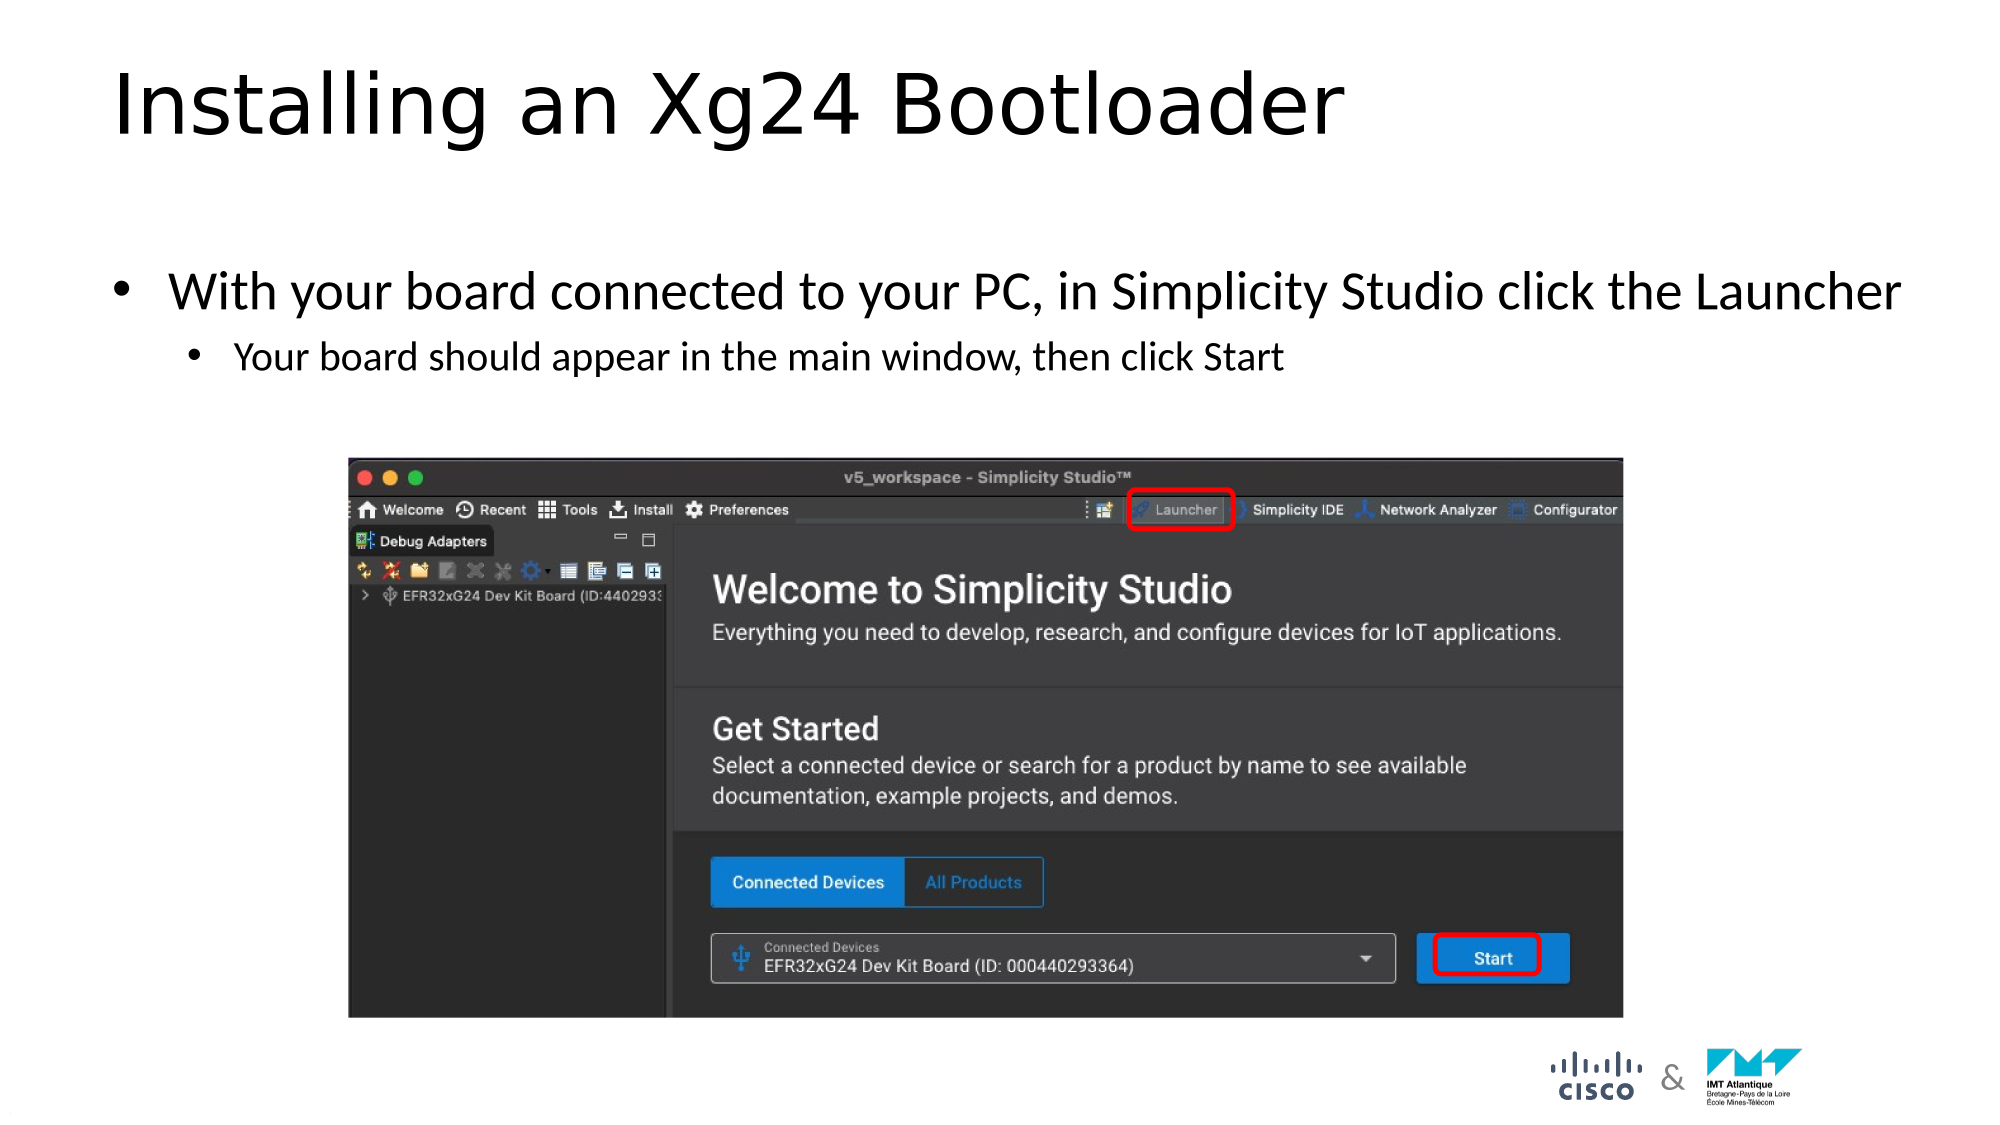 Installing an Xg24 Bootloader
• With your board connected to your PC, in Simplicity Studio click the Launcher
• Your board should appear in the main window, then click Start
v5_workspace - Simplicity Studio™
Welcome Recent Tools Install Preferences Launcher Simplicity IDE Network Analyzer Configurator
Debug Adapters
EFR32xG24 Dev Kit Board (ID:4402933
Welcome to Simplicity Studio
Everything you need to develop, research, and configure devices for IoT applications.
Get Started
Select a connected device or search for a product by name to see available
documentation, example projects, and demos.
Connected Devices All Products
Connected Devices
EFR32xG24 Dev Kit Board (ID: 000440293364)
Start
CISCO & IMT Atlantique
Bretagne-Pays de la Loire
École Mines-Télécom